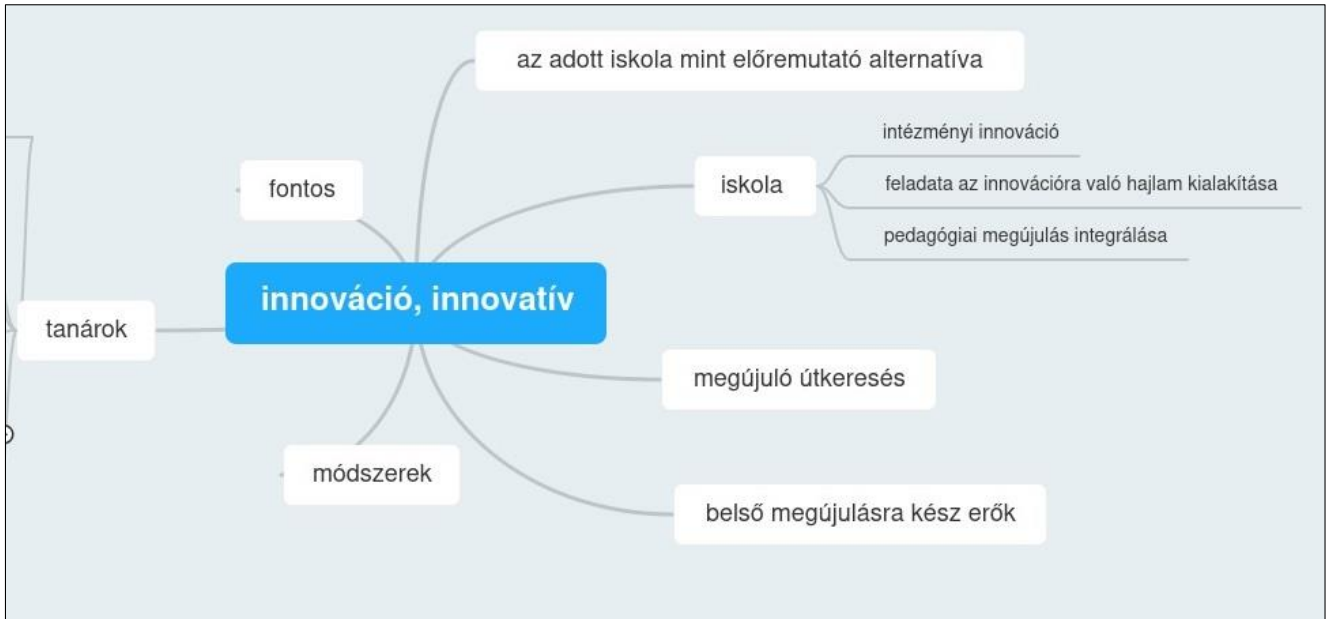 az adott iskola mint előremutató alternatíva
intézményi innováció
fontos
iskola
feladata az innovációra való hajlam kialakítása
pedagógiai megújulás integrálása
innováció, innovatív
tanárok
megújuló útkeresés
módszerek
belső megújulásra kész erők